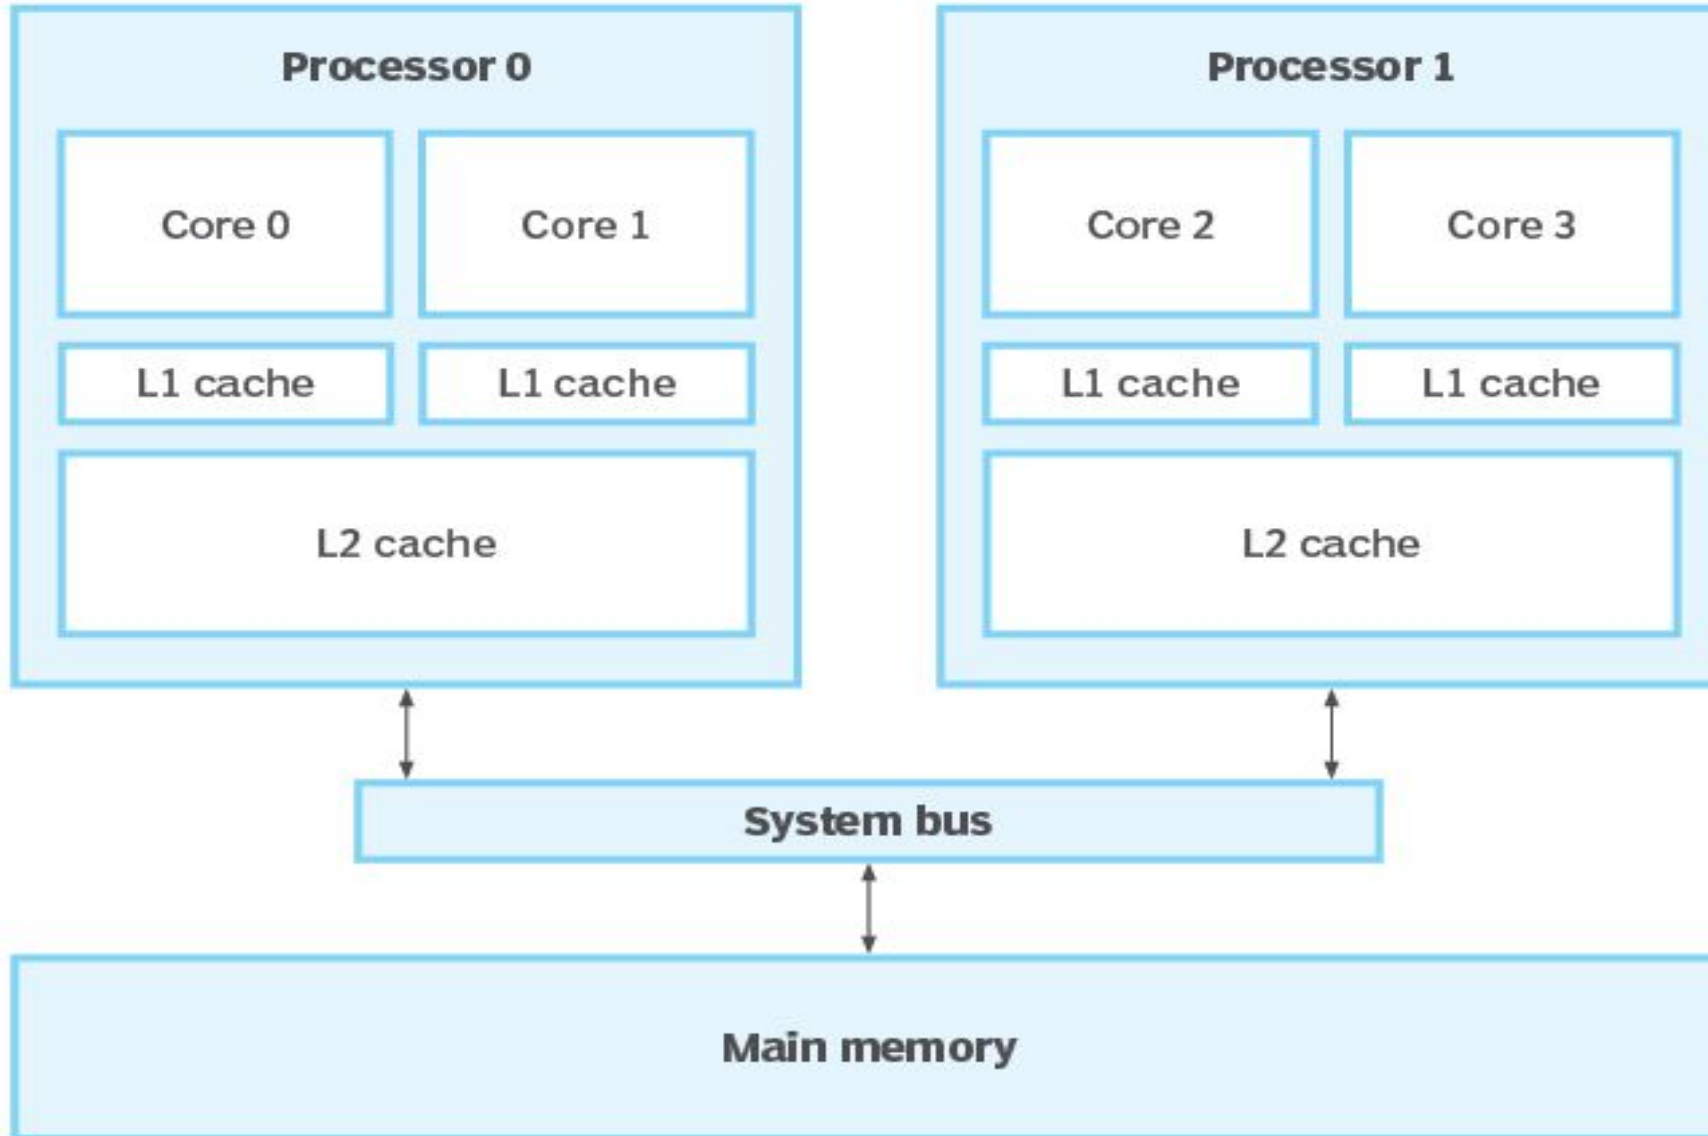 Processor 0
Processor 1
Core 0
Core 1
Core 2
Core 3
L1 cache
L1 cache
L1 cache
L1 cache
L2 cache
L2 cache
System bus
Main memory